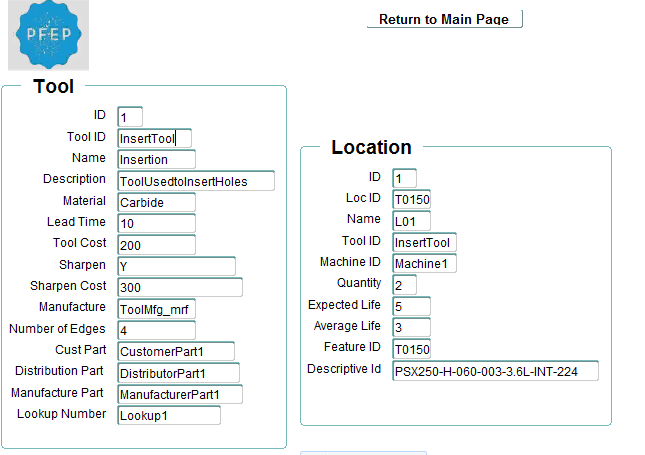 PFEP
Return to Main Page
Tool
ID 1
Tool ID InsertTool
Name Insertion
Description ToolUsedtoInsertHoles
Material Carbide
Lead Time 10
Tool Cost 200
Sharpen Y
Sharpen Cost 300
Manufacture ToolMfg_mrf
Number of Edges 4
Cust Part CustomerPart1
Distribution Part DistributorPart1
Manufacture Part ManufacturerPart1
Lookup Number Lookup1
Location
ID 1
Loc ID T0150
Name L01
Tool ID InsertTool
Machine ID Machine1
Quantity 2
Expected Life 5
Average Life 3
Feature ID T0150
Descriptive Id PSX250-H-060-003-3.6L-INT-224